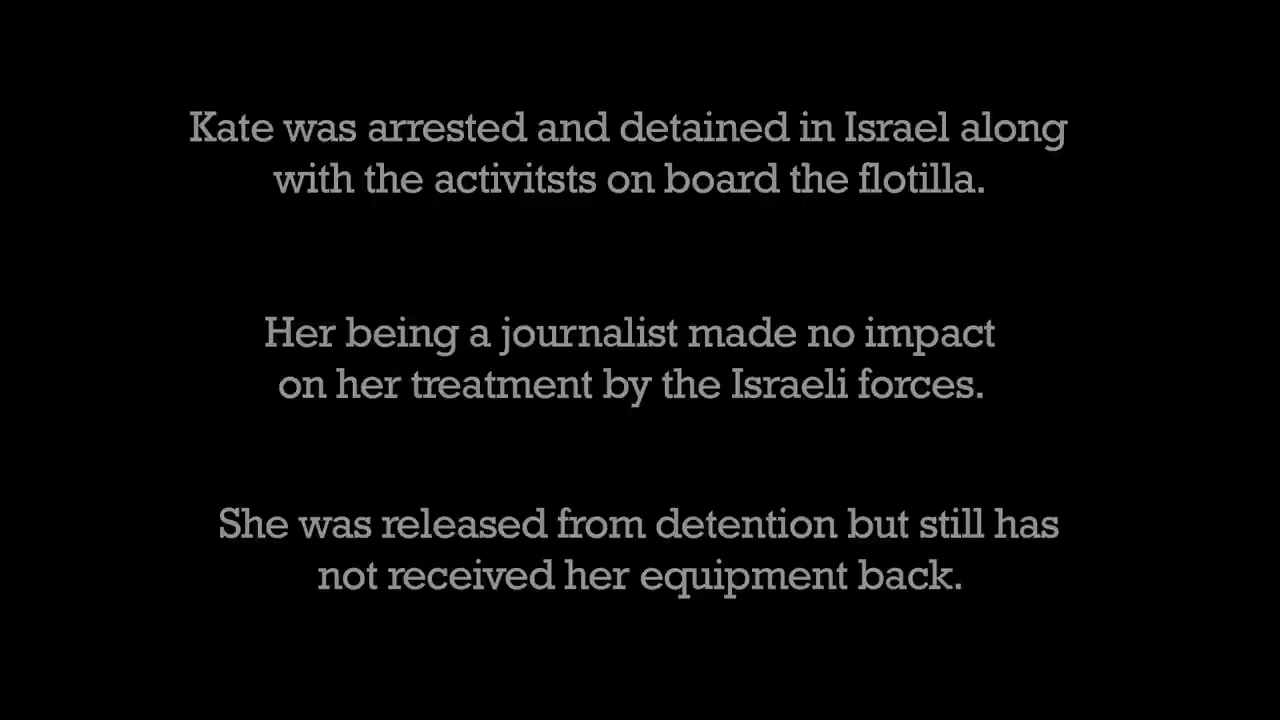 Kate was arrested and detained in Israel along
with the activitsts on board the flotilla.
Her being a journalist made no impact
on her treatment by the Israeli forces.
She was released from detention but still has
not received her equipment back.